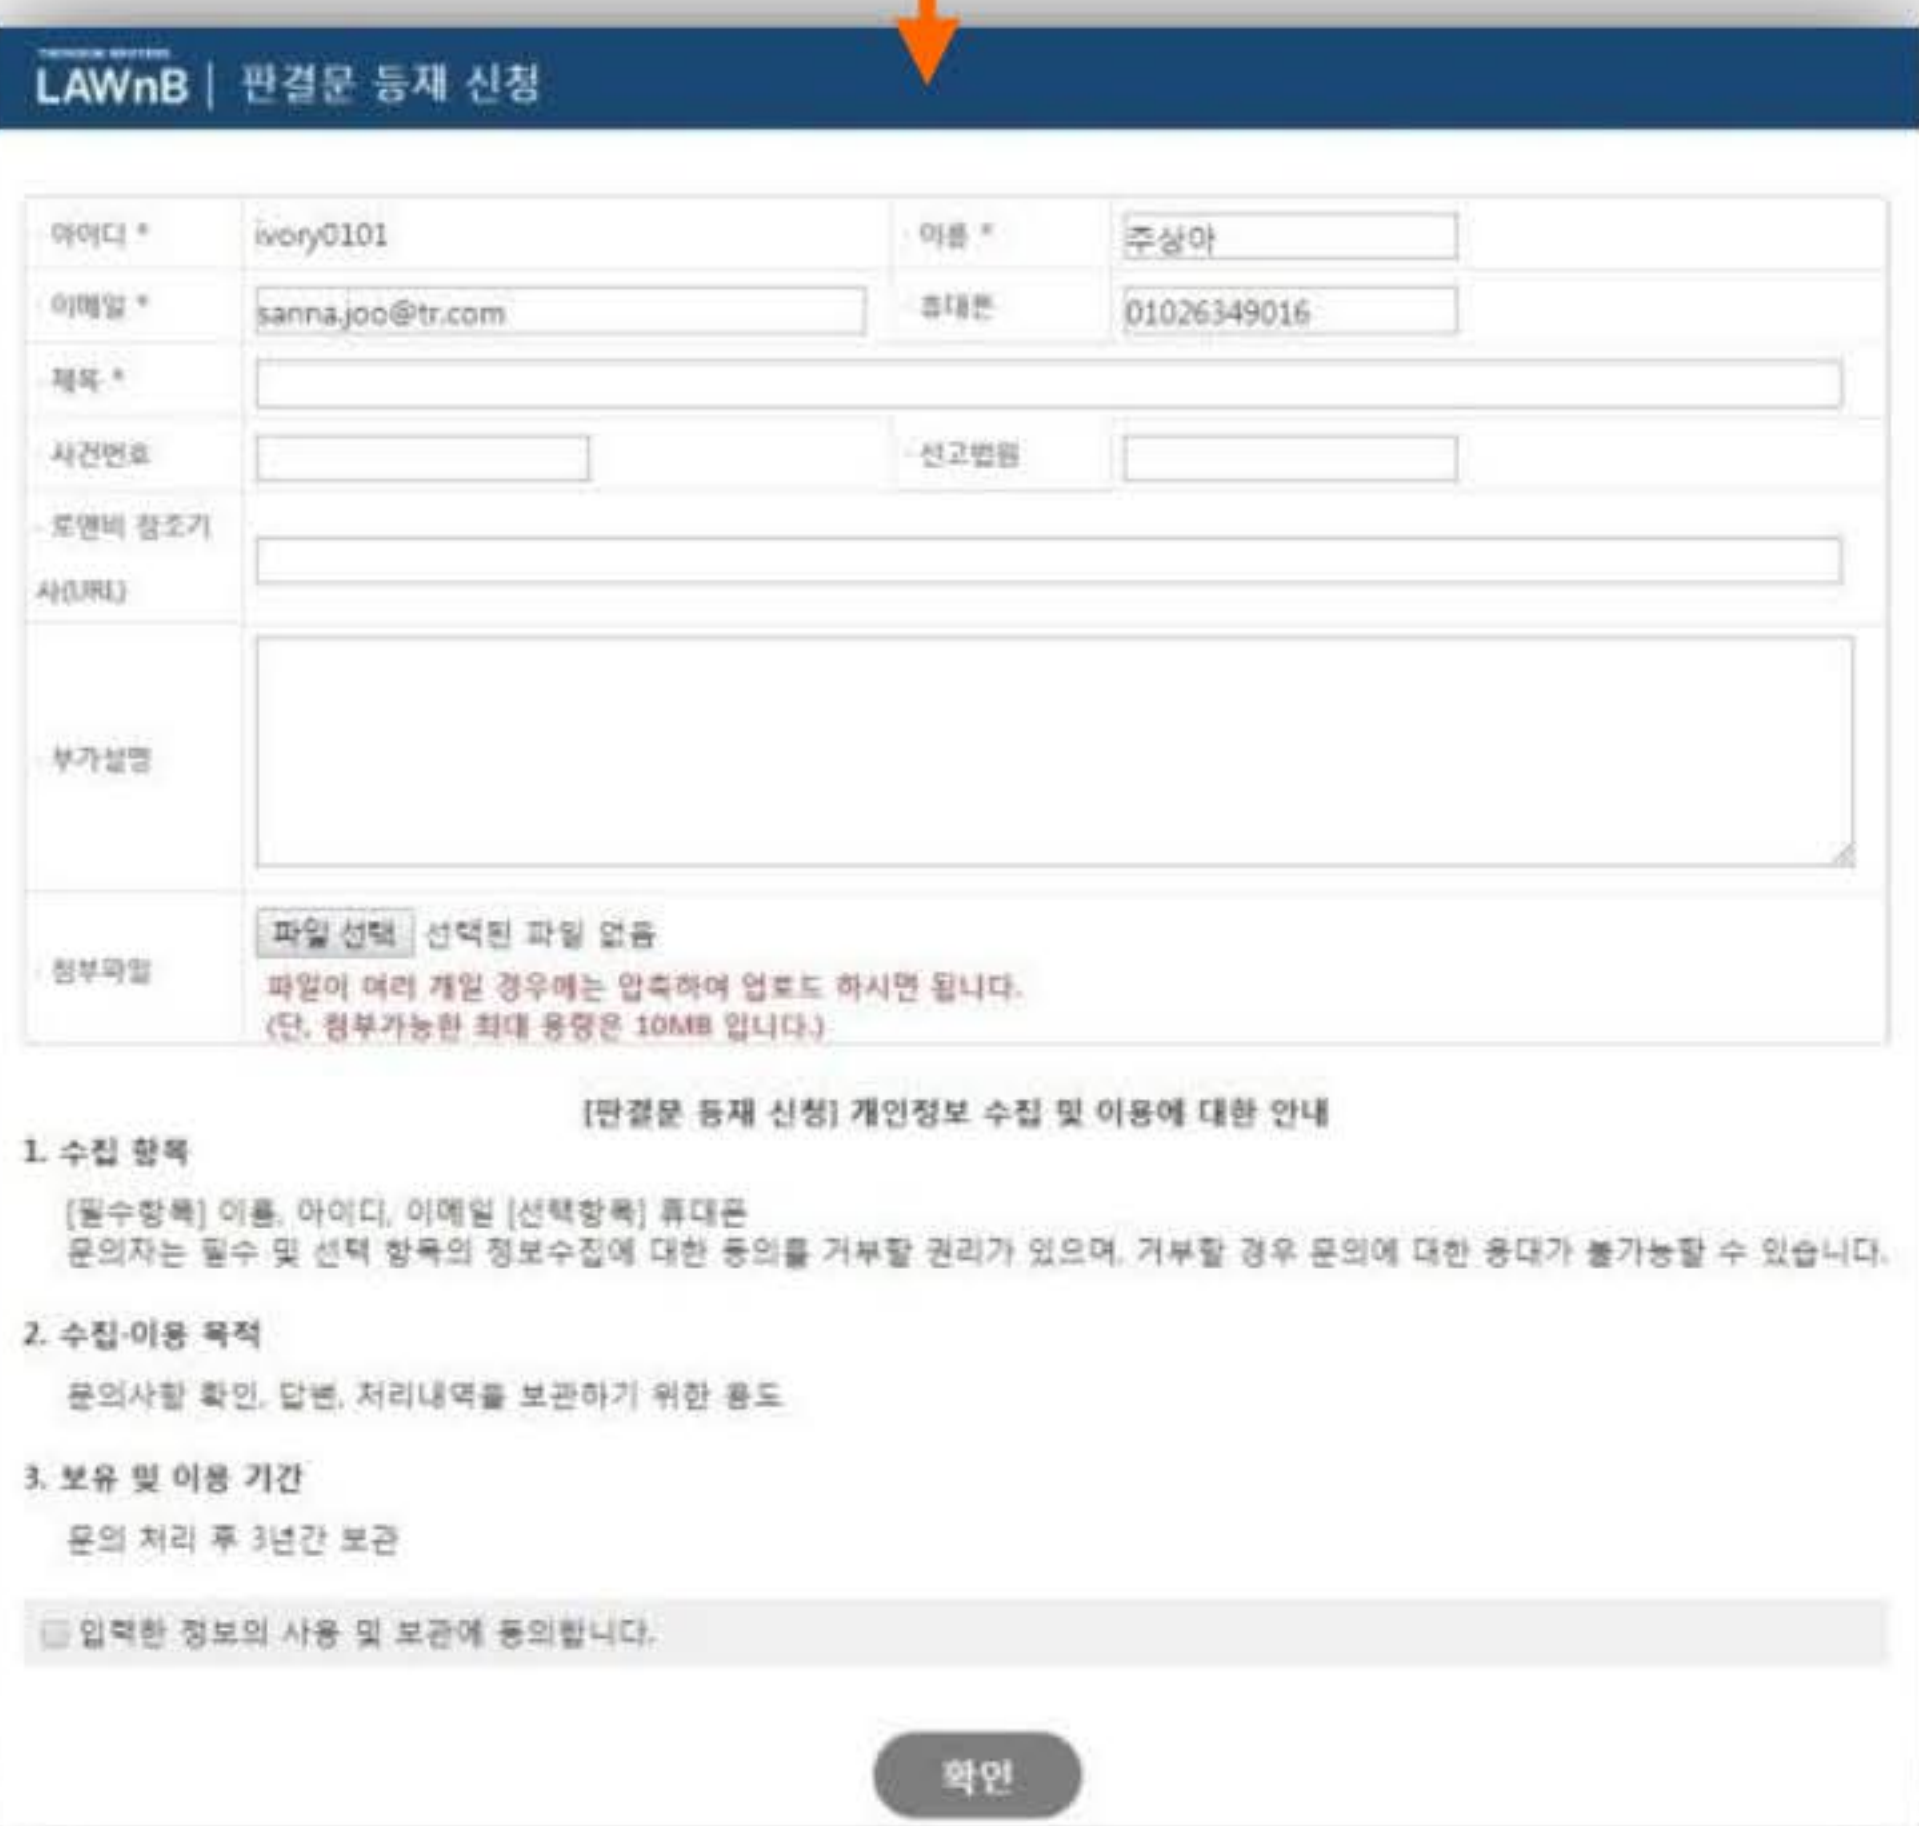 THOMSON REUTERS
LAWnB | 판결문 등재 신청
아이디 * ivory0101 이름 * 주상아
이메일 * sanna.joo@tr.com 휴대폰 01026349016
제목 *
사건번호 선고법원
로앤비 참조기
사(URL)
부가설명
파일 선택 선택된 파일 없음
첨부파일
파일이 여러 개일 경우에는 압축하여 업로드 하시면 됩니다.
(단, 첨부가능한 최대 용량은 10MB 입니다.)
[판결문 등재 신청] 개인정보 수집 및 이용에 대한 안내
1. 수집 항목
[필수항목] 이름, 아이디, 이메일 [선택항목] 휴대폰
문의자는 필수 및 선택 항목의 정보수집에 대한 동의를 거부할 권리가 있으며, 거부할 경우 문의에 대한 응대가 불가능할 수 있습니다.
2. 수집·이용 목적
문의사항 확인, 답변, 처리내역을 보관하기 위한 용도
3. 보유 및 이용 기간
문의 처리 후 3년간 보관
입력한 정보의 사용 및 보관에 동의합니다.
확인